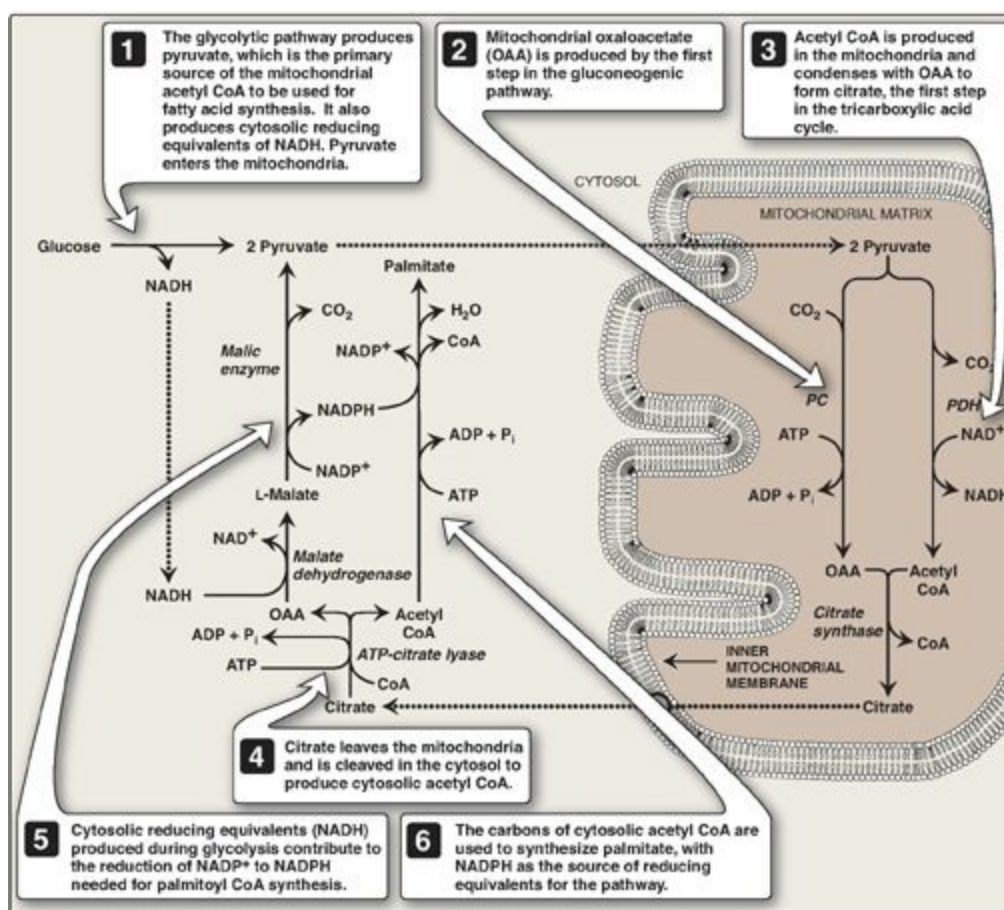 1
The glycolytic pathway produces
pyruvate, which is the primary
source of the mitochondrial
acetyl CoA to be used for
fatty acid synthesis. It also
produces cytosolic reducing
equivalents of NADH. Pyruvate
enters the mitochondria.
2
Mitochondrial oxaloacetate
(OAA) is produced by the first
step in the gluconeogenic
pathway.
3
Acetyl CoA is produced
in the mitochondria and
condenses with OAA to
form citrate, the first step
in the tricarboxylic acid
cycle.
CYTOSOL
MITOCHONDRIAL MATRIX
Glucose
2 Pyruvate
2 Pyruvate
NADH
Palmitate
CO₂
H₂O
CoA
NADP⁺
Malic
enzyme
NADPH
ADP + Pᵢ
NADP⁺
ATP
L-Malate
NAD⁺
Malate
dehydrogenase
NADH
OAA
Acetyl
CoA
ADP + Pᵢ
ATP-citrate lyase
ATP
CoA
Citrate
CO₂
CO₂
PC
PDH
ATP
NAD⁺
ADP + Pᵢ
NADH
OAA
Acetyl
CoA
Citrate
synthase
CoA
INNER
MITOCHONDRIAL
MEMBRANE
Citrate
4
Citrate leaves the mitochondria
and is cleaved in the cytosol to
produce cytosolic acetyl CoA.
5
Cytosolic reducing equivalents (NADH)
produced during glycolysis contribute to
the reduction of NADP⁺ to NADPH
needed for palmitoyl CoA synthesis.
6
The carbons of cytosolic acetyl CoA are
used to synthesize palmitate, with
NADPH as the source of reducing
equivalents for the pathway.